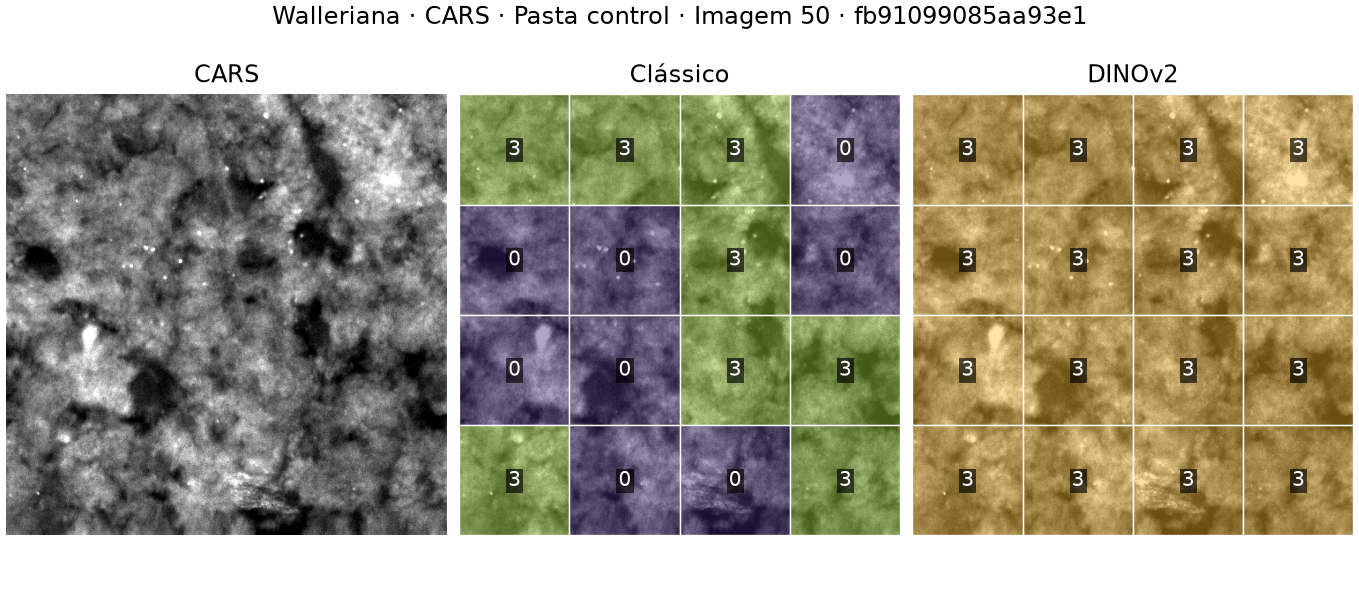 Walleriana · CARS · Pasta control · Imagem 50 · fb91099085aa93e1
CARS Clássico DINOv2
3 3 3 0 3 3 3 3
0 0 3 0 3 3 3 3
0 0 3 3 3 3 3 3
3 0 0 3 3 3 3 3